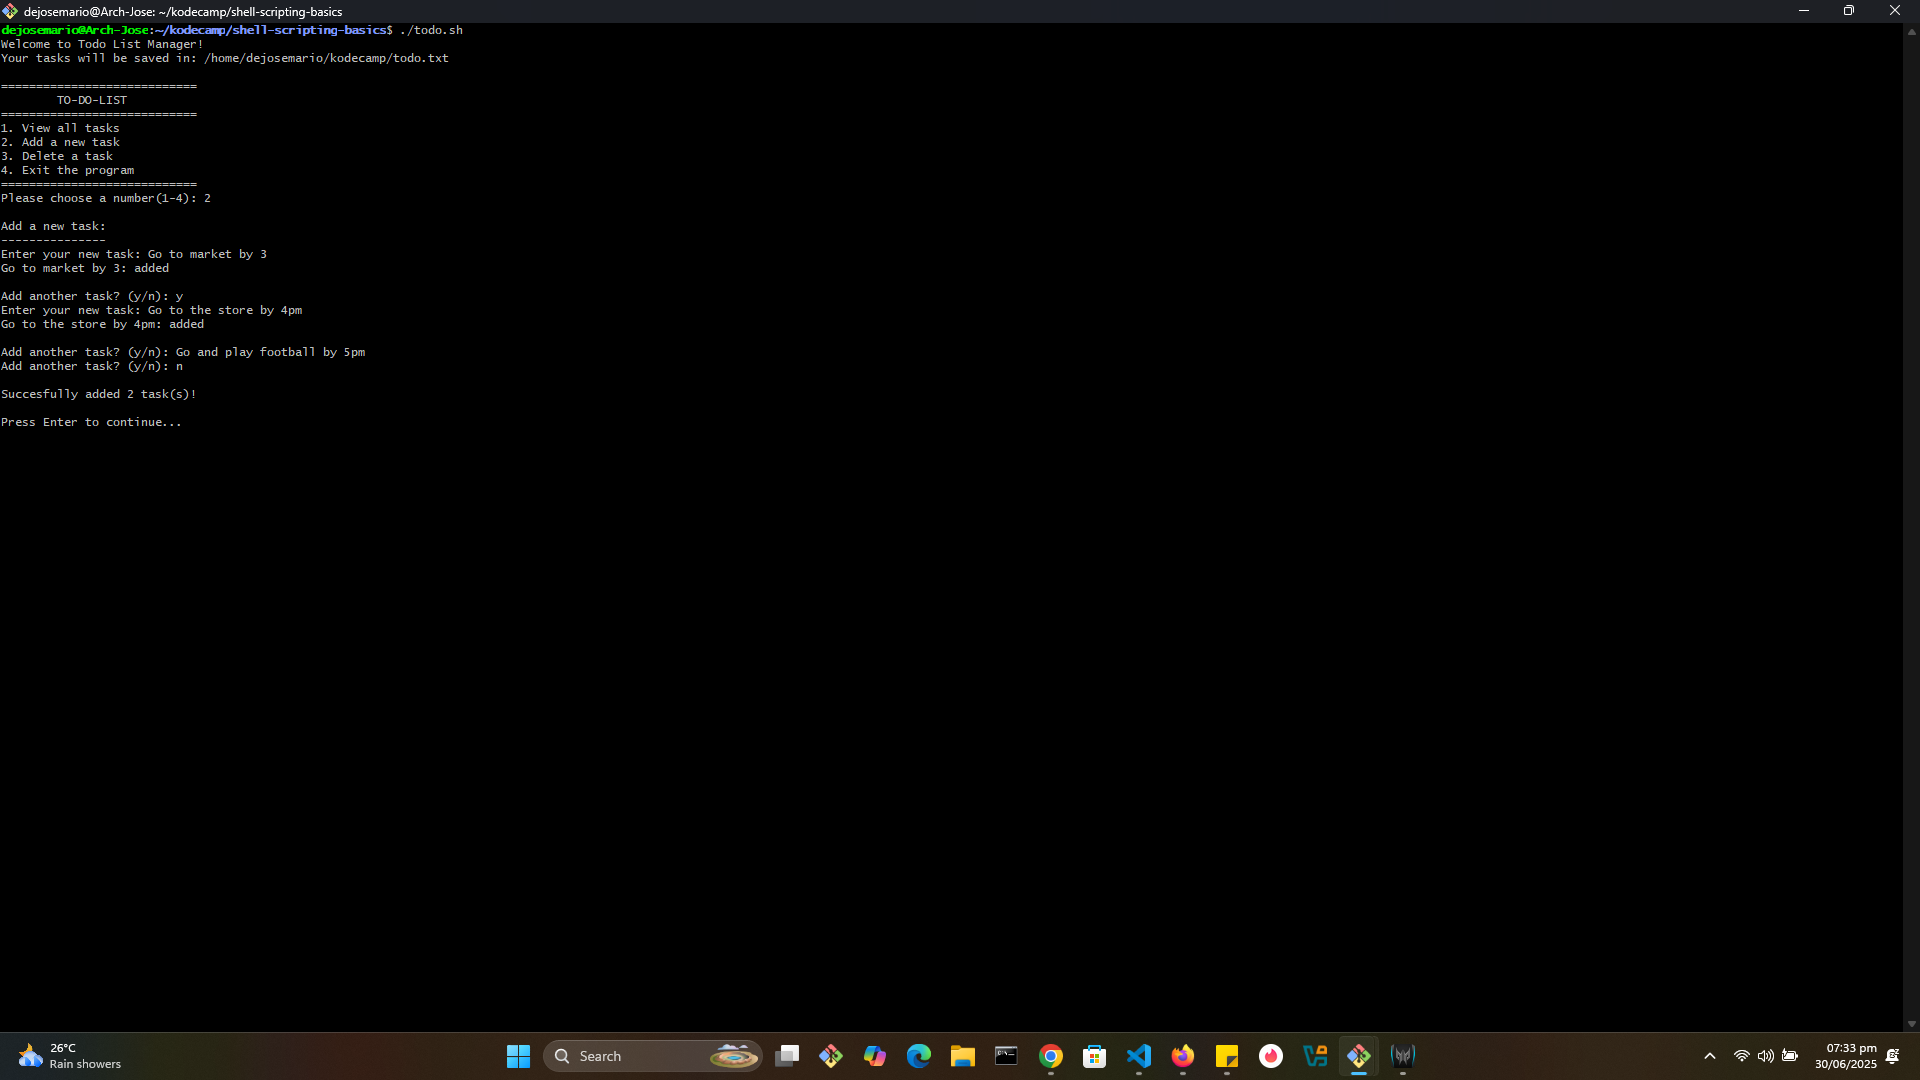 dejosemario@Arch-Jose: ~/kodecamp/shell-scripting-basics
dejosemario@Arch-Jose:~/kodecamp/shell-scripting-basics$ ./todo.sh
Welcome to Todo List Manager!
Your tasks will be saved in: /home/dejosemario/kodecamp/todo.txt
============================
TO-DO-LIST
============================
1. View all tasks
2. Add a new task
3. Delete a task
4. Exit the program
============================
Please choose a number(1-4): 2
Add a new task:
---------------
Enter your new task: Go to market by 3
Go to market by 3: added
Add another task? (y/n): y
Enter your new task: Go to the store by 4pm
Go to the store by 4pm: added
Add another task? (y/n): Go and play football by 5pm
Add another task? (y/n): n
Succesfully added 2 task(s)!
Press Enter to continue...
26°C
Rain showers
Search
07:33 pm
30/06/2025